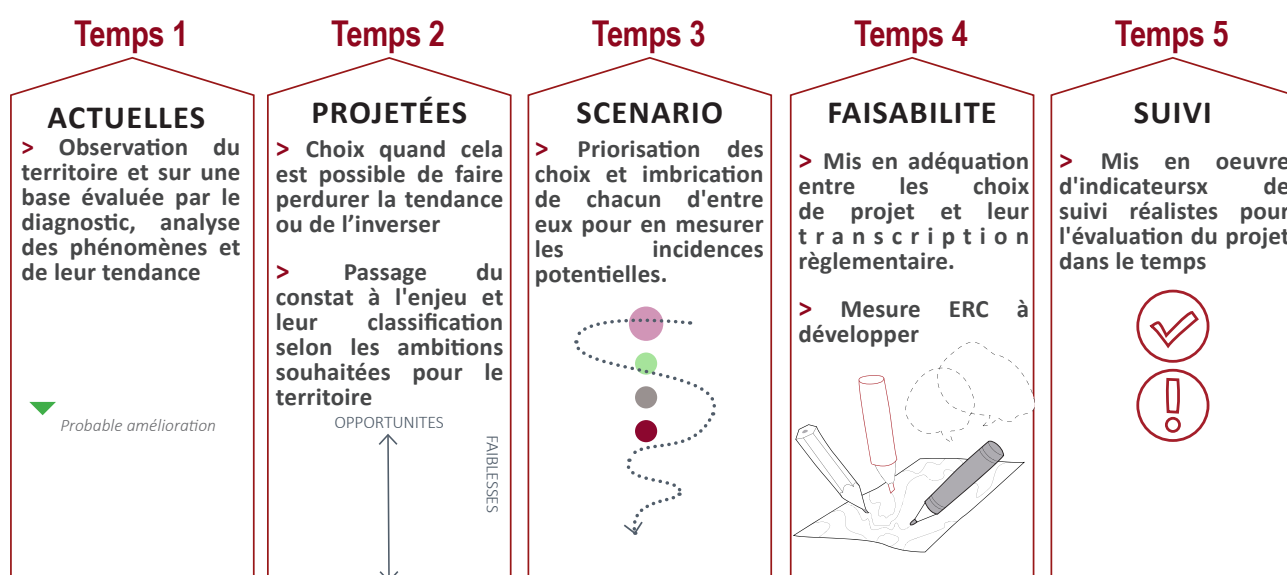 Temps 1
ACTUELLES
> Observation du
territoire et sur une
base évaluée par le
diagnostic, analyse
des phénomènes et
de leur tendance
Probable amélioration
Temps 2
PROJETÉES
> Choix quand cela
est possible de faire
perdurer la tendance
ou de l'inverser
> Passage du
constat à l'enjeu et
leur classification
selon les ambitions
souhaitées pour le
territoire
OPPORTUNITES
FAIBLESSES
Temps 3
SCENARIO
> Priorisation des
choix et imbrication
de chacun d'entre
eux pour en mesurer
les incidences
potentielles.
Temps 4
FAISABILITE
> Mis en adéquation
entre les choix
de projet et leur
transcription
règlementaire.
> Mesure ERC à
développer
Temps 5
SUIVI
> Mis en oeuvre
d'indicateursx de
suivi réalistes pour
l'évaluation du projet
dans le temps